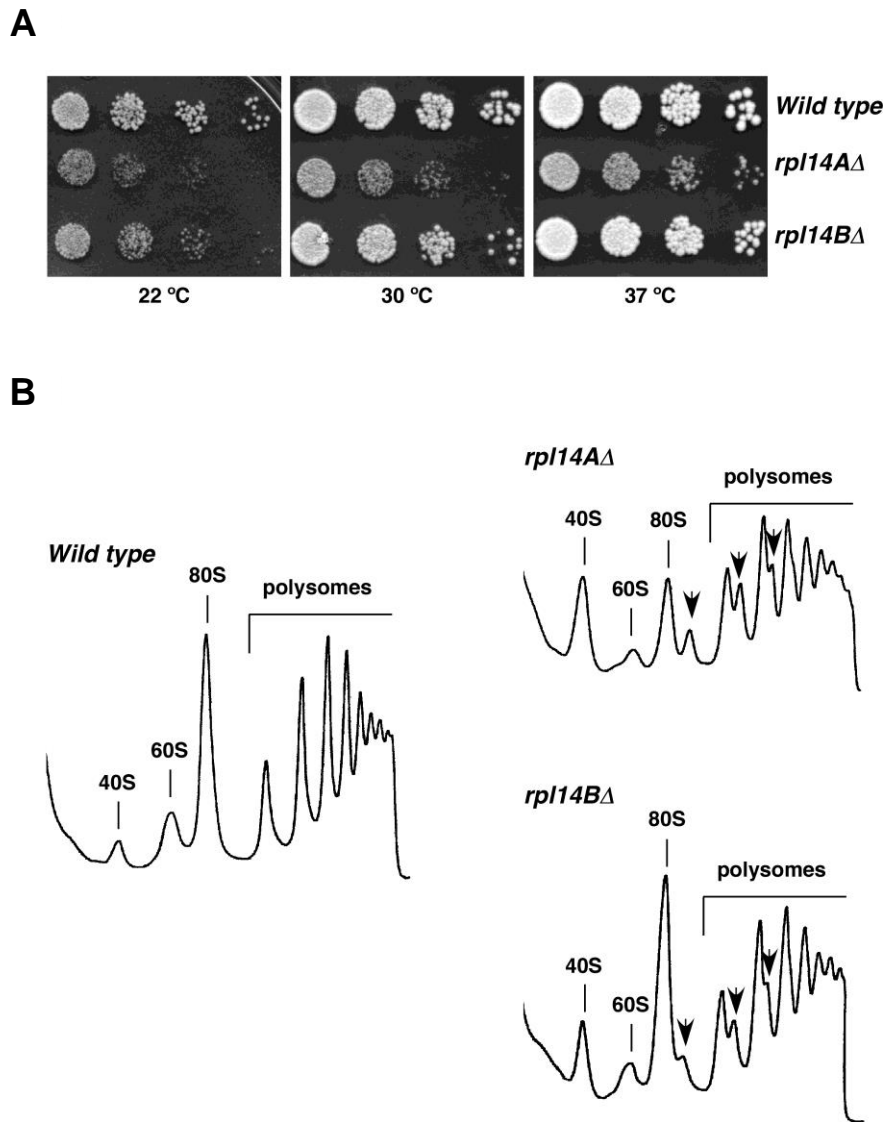 A
Wild type
rpl14AΔ
rpl14BΔ
22 ºC
30 ºC
37 ºC
B
Wild type
40S
60S
80S
polysomes
rpl14AΔ
40S
60S
80S
polysomes
rpl14BΔ
40S
60S
80S
polysomes